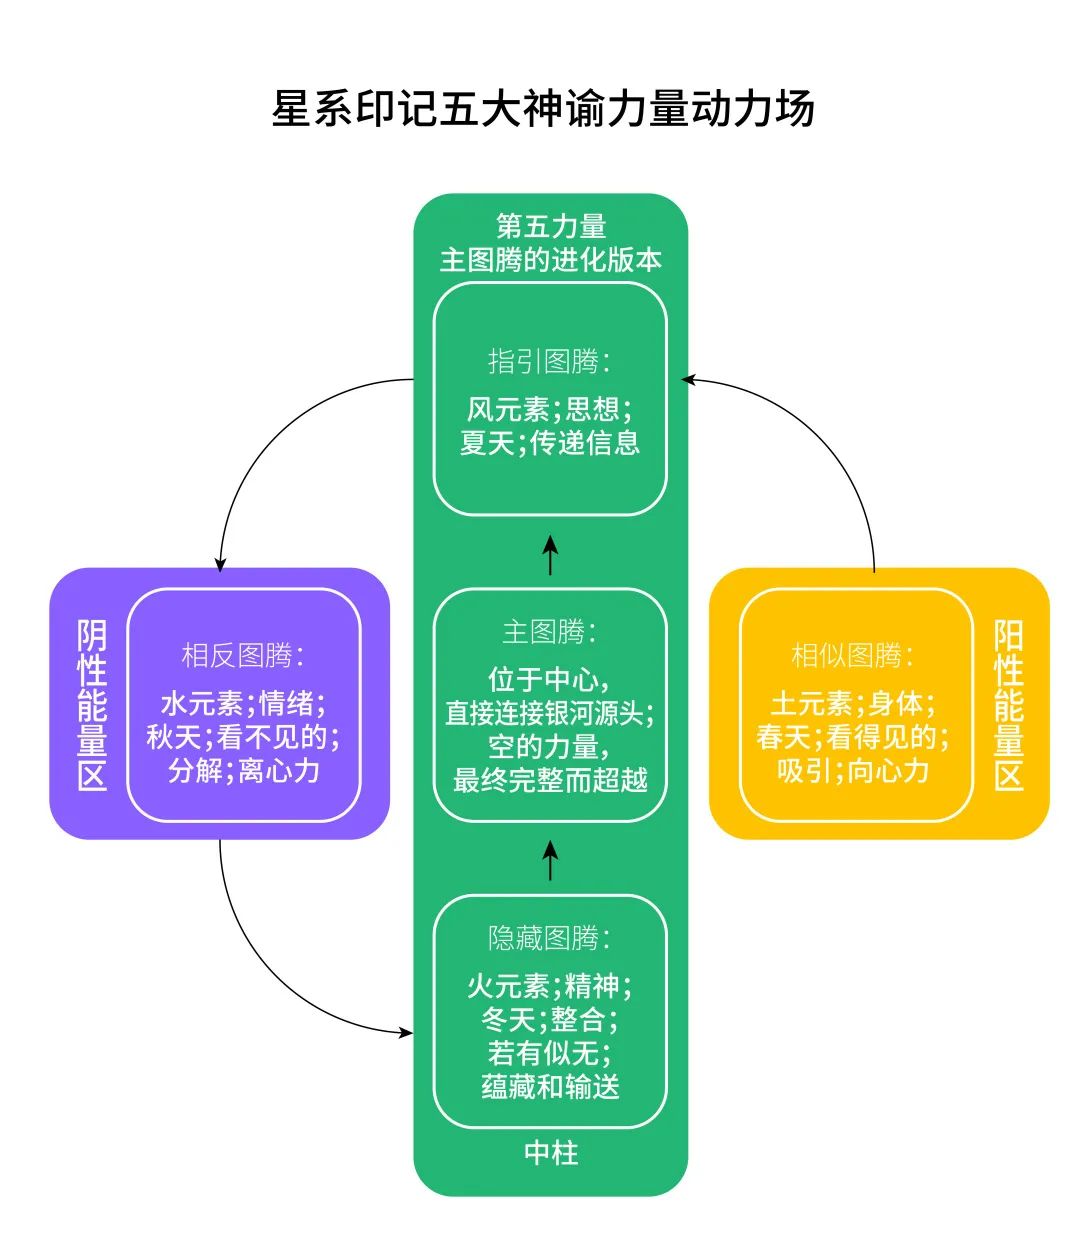 星系印记五大神谕力量动力场
第五力量
主图腾的进化版本
指引图腾：
风元素；思想；
夏天；传递信息
阴性能量区
相反图腾：
水元素；情绪；
秋天；看不见的；
分解；离心力
主图腾：
位于中心，
直接连接银河源头；
空的力量，
最终完整而超越
相似图腾：
土元素；身体；
春天；看得见的；
吸引；向心力
阳性能量区
隐藏图腾：
火元素；精神；
冬天；整合；
若有似无；
蕴藏和输送
中柱